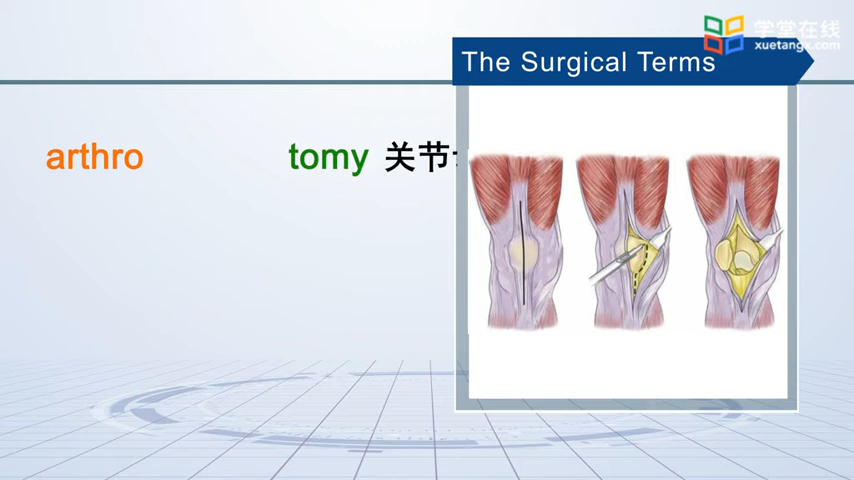 学堂在线
xuetangx.com
The Surgical Terms
arthro tomy 关节